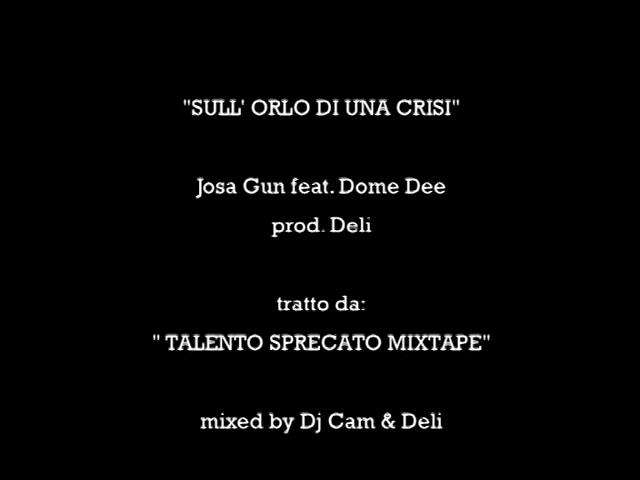 "SULL' ORLO DI UNA CRISI"
Josa Gun feat. Dome Dee
prod. Deli
tratto da:
" TALENTO SPRECATO MIXTAPE"
mixed by Dj Cam & Deli